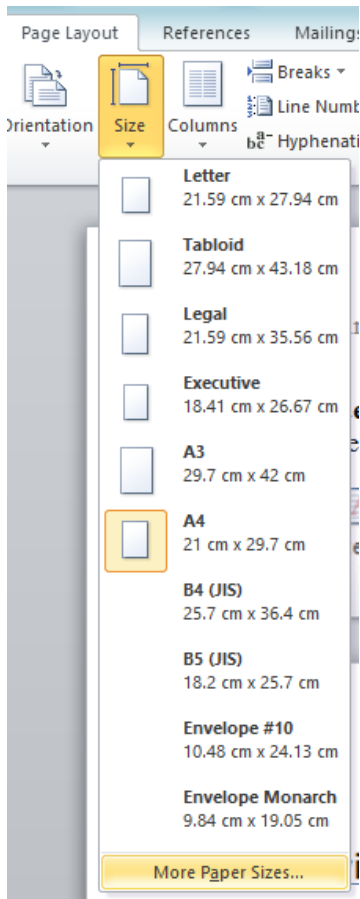 Page Layout References Mailings
Breaks
Line Numb
Orientation Size Columns
Hyphenati
Letter
21.59 cm x 27.94 cm
Tabloid
27.94 cm x 43.18 cm
Legal
21.59 cm x 35.56 cm
Executive
18.41 cm x 26.67 cm
A3
29.7 cm x 42 cm
A4
21 cm x 29.7 cm
B4 (JIS)
25.7 cm x 36.4 cm
B5 (JIS)
18.2 cm x 25.7 cm
Envelope #10
10.48 cm x 24.13 cm
Envelope Monarch
9.84 cm x 19.05 cm
More Paper Sizes...